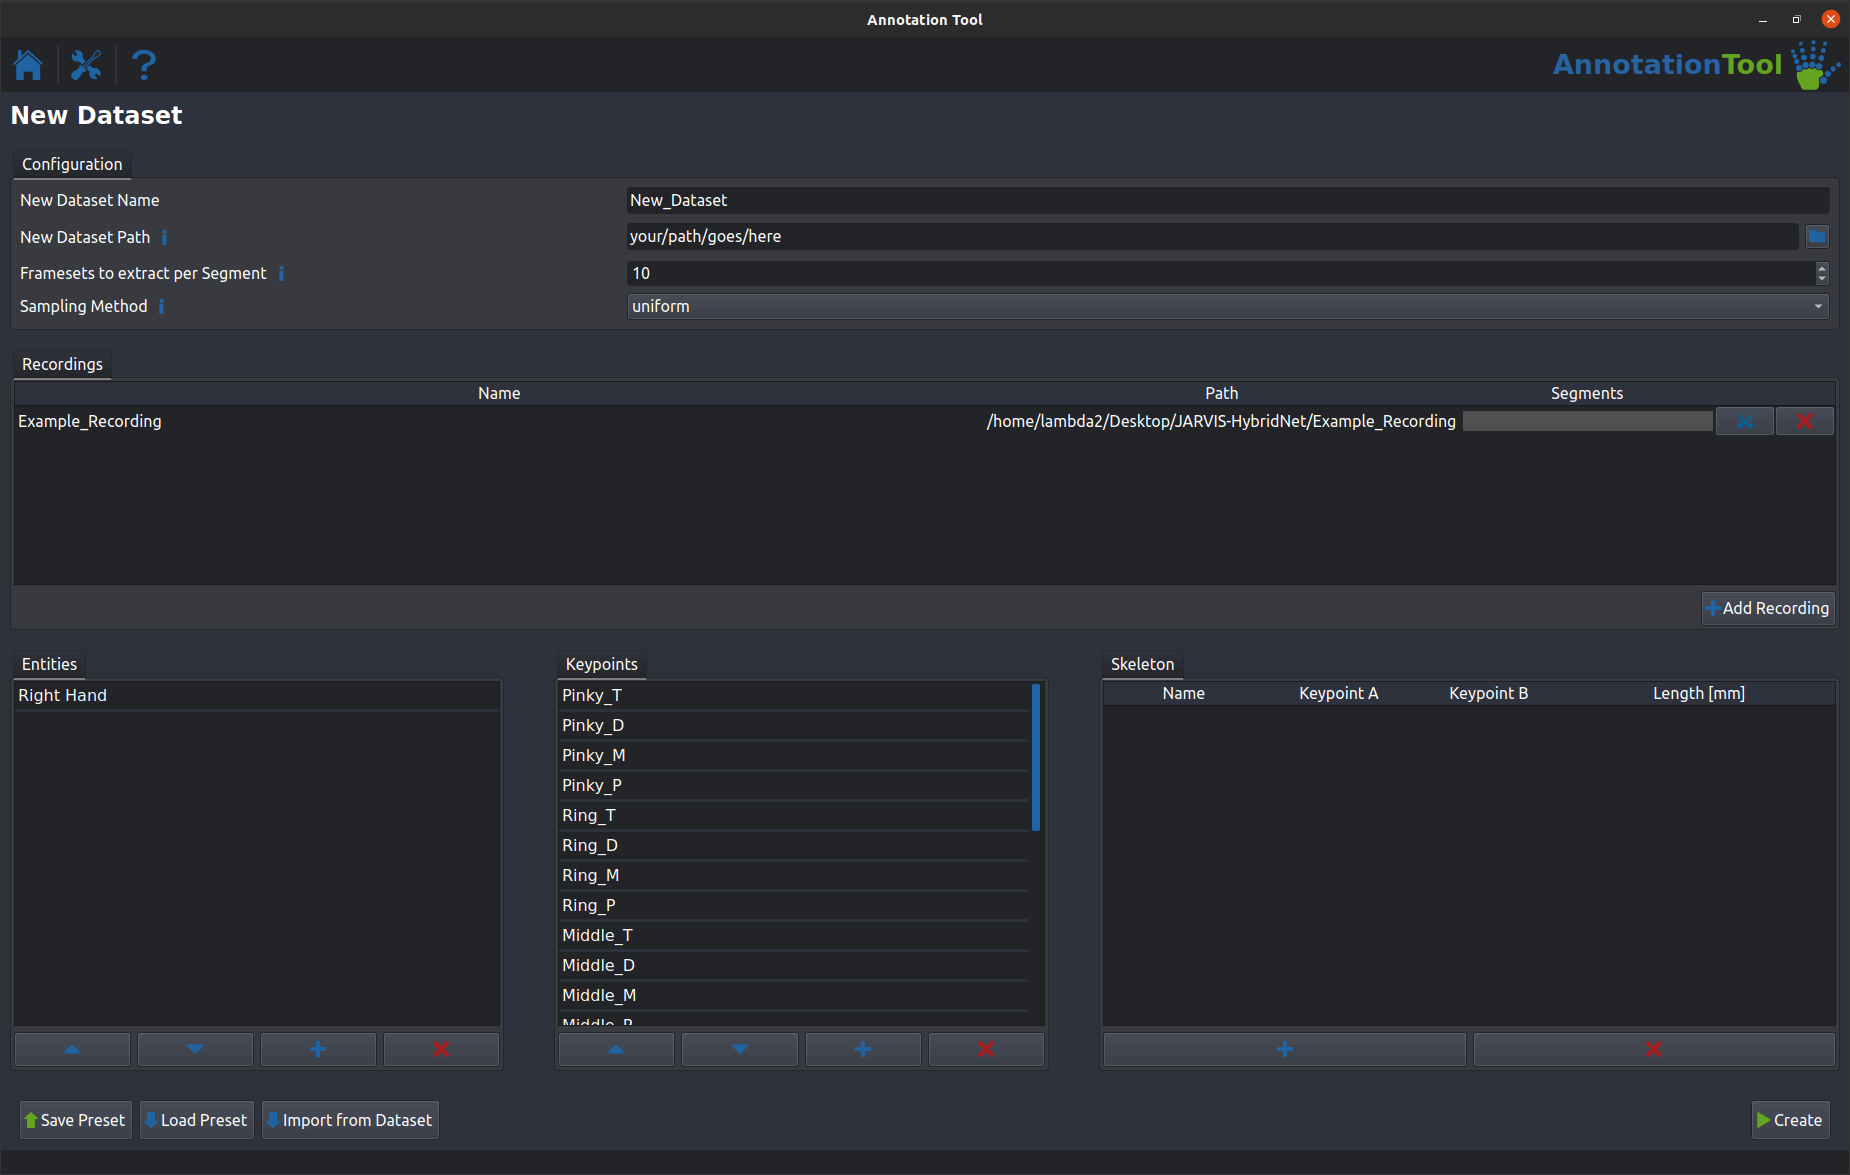 Annotation Tool
AnnotationTool
New Dataset
Configuration
New Dataset Name New_Dataset
New Dataset Path your/path/goes/here
Framesets to extract per Segment 10
Sampling Method uniform
Recordings
Name Path Segments
Example_Recording /home/lambda2/Desktop/JARVIS-HybridNet/Example_Recording
Add Recording
Entities
Right Hand
Keypoints
Pinky_T
Pinky_D
Pinky_M
Pinky_P
Ring_T
Ring_D
Ring_M
Ring_P
Middle_T
Middle_D
Middle_M
Middle_P
Skeleton
Name Keypoint A Keypoint B Length [mm]
Save Preset Load Preset Import from Dataset Create